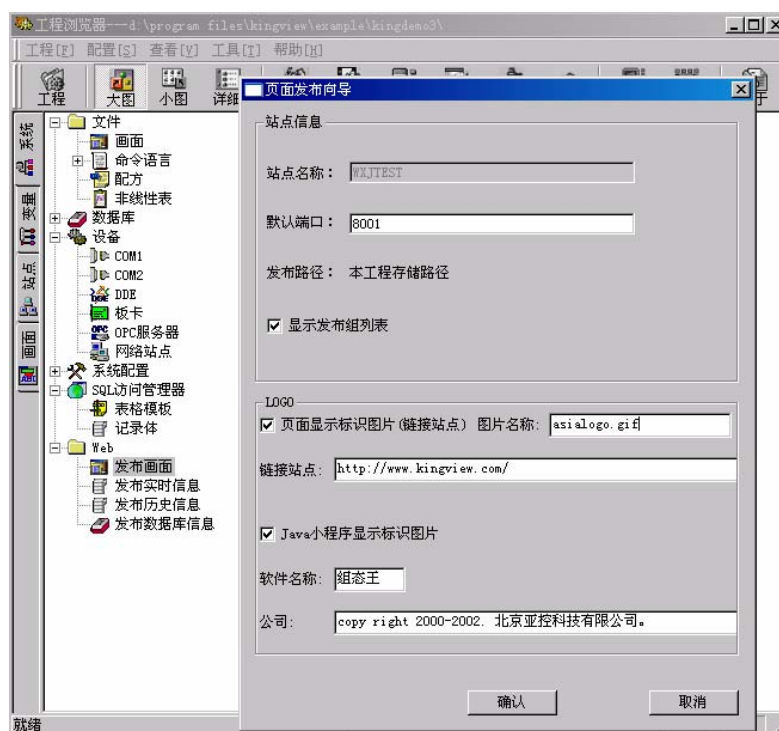 工程浏览器---d:\program files\kingview\example\kingdemo3\
工程[F] 配置[S] 查看[V] 工具[T] 帮助[H]
工程 大图 小图 详细
于
系统
变量
站点
画面
文件
画面
命令语言
配方
非线性表
数据库
设备
COM1
COM2
DDE
板卡
OPC服务器
网络站点
系统配置
SQL访问管理器
表格模板
记录体
Web
发布画面
发布实时信息
发布历史信息
发布数据库信息
页面发布向导
站点信息
站点名称： WXJTEST
默认端口： 8001
发布路径： 本工程存储路径
显示发布组列表
LOGO
页面显示标识图片(链接站点) 图片名称: asialogo.gif
链接站点: http://www.kingview.com/
Java小程序显示标识图片
软件名称: 组态王
公司: copy right 2000-2002. 北京亚控科技有限公司。
确认 取消
就绪